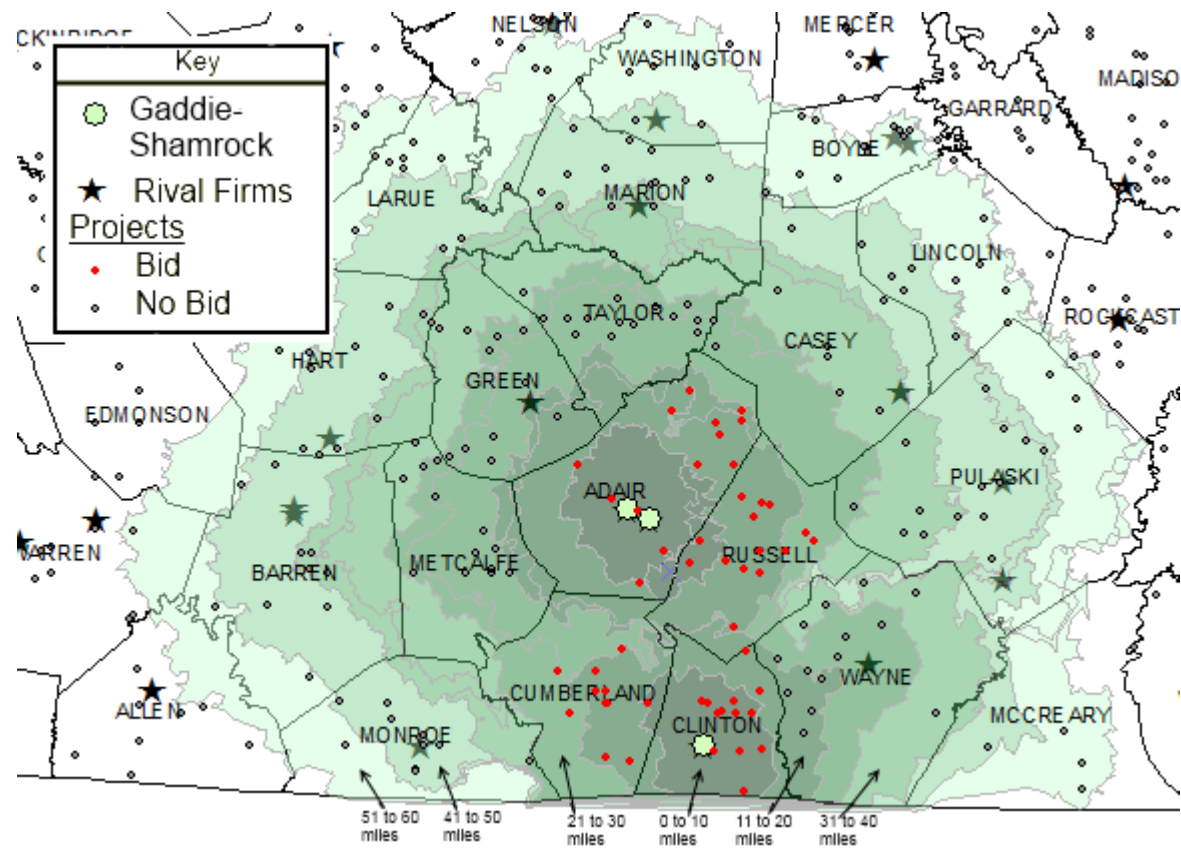 NELSON
MERCER
WASHINGTON
MADISO
GARRARD
BOYLE
Key
Gaddie-
Shamrock
Rival Firms
Projects
Bid
No Bid
LARUE
MARION
LINCOLN
TAYLOR
ROCKCAST
CASEY
HART
GREEN
EDMONSON
PULASKI
ADAIR
RUSSELL
METCALFE
BARREN
WARREN
WAYNE
CUMBERLAND
CLINTON
ALLEN
MONROE
MCCREARY
51 to 60
miles
41 to 50
miles
21 to 30
miles
0 to 10
miles
11 to 20
miles
31 to 40
miles